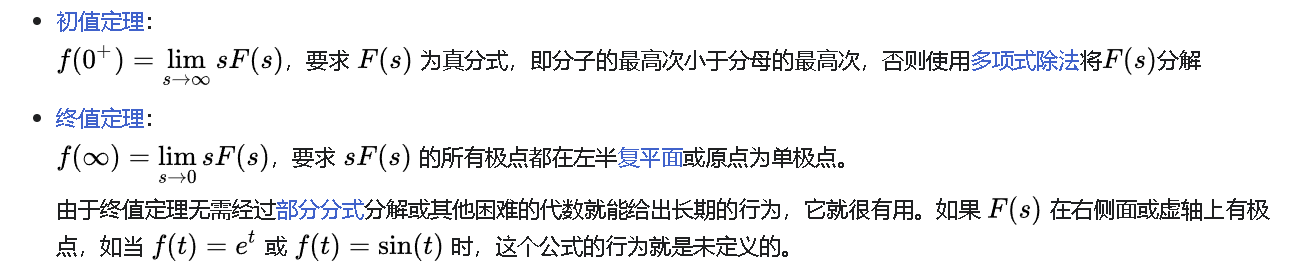 • 初值定理:
f(0⁺) = lim_{s→∞} sF(s)，要求 F(s) 为真分式，即分子的最高次小于分母的最高次，否则使用多项式除法将F(s)分解
• 终值定理:
f(∞) = lim_{s→0} sF(s)，要求 sF(s) 的所有极点都在左半复平面或原点为单极点。
由于终值定理无需经过部分分式分解或其他困难的代数就能给出长期的行为，它就很有用。如果 F(s) 在右侧面或虚轴上有极
点，如当 f(t) = eᵗ 或 f(t) = sin(t) 时，这个公式的行为就是未定义的。